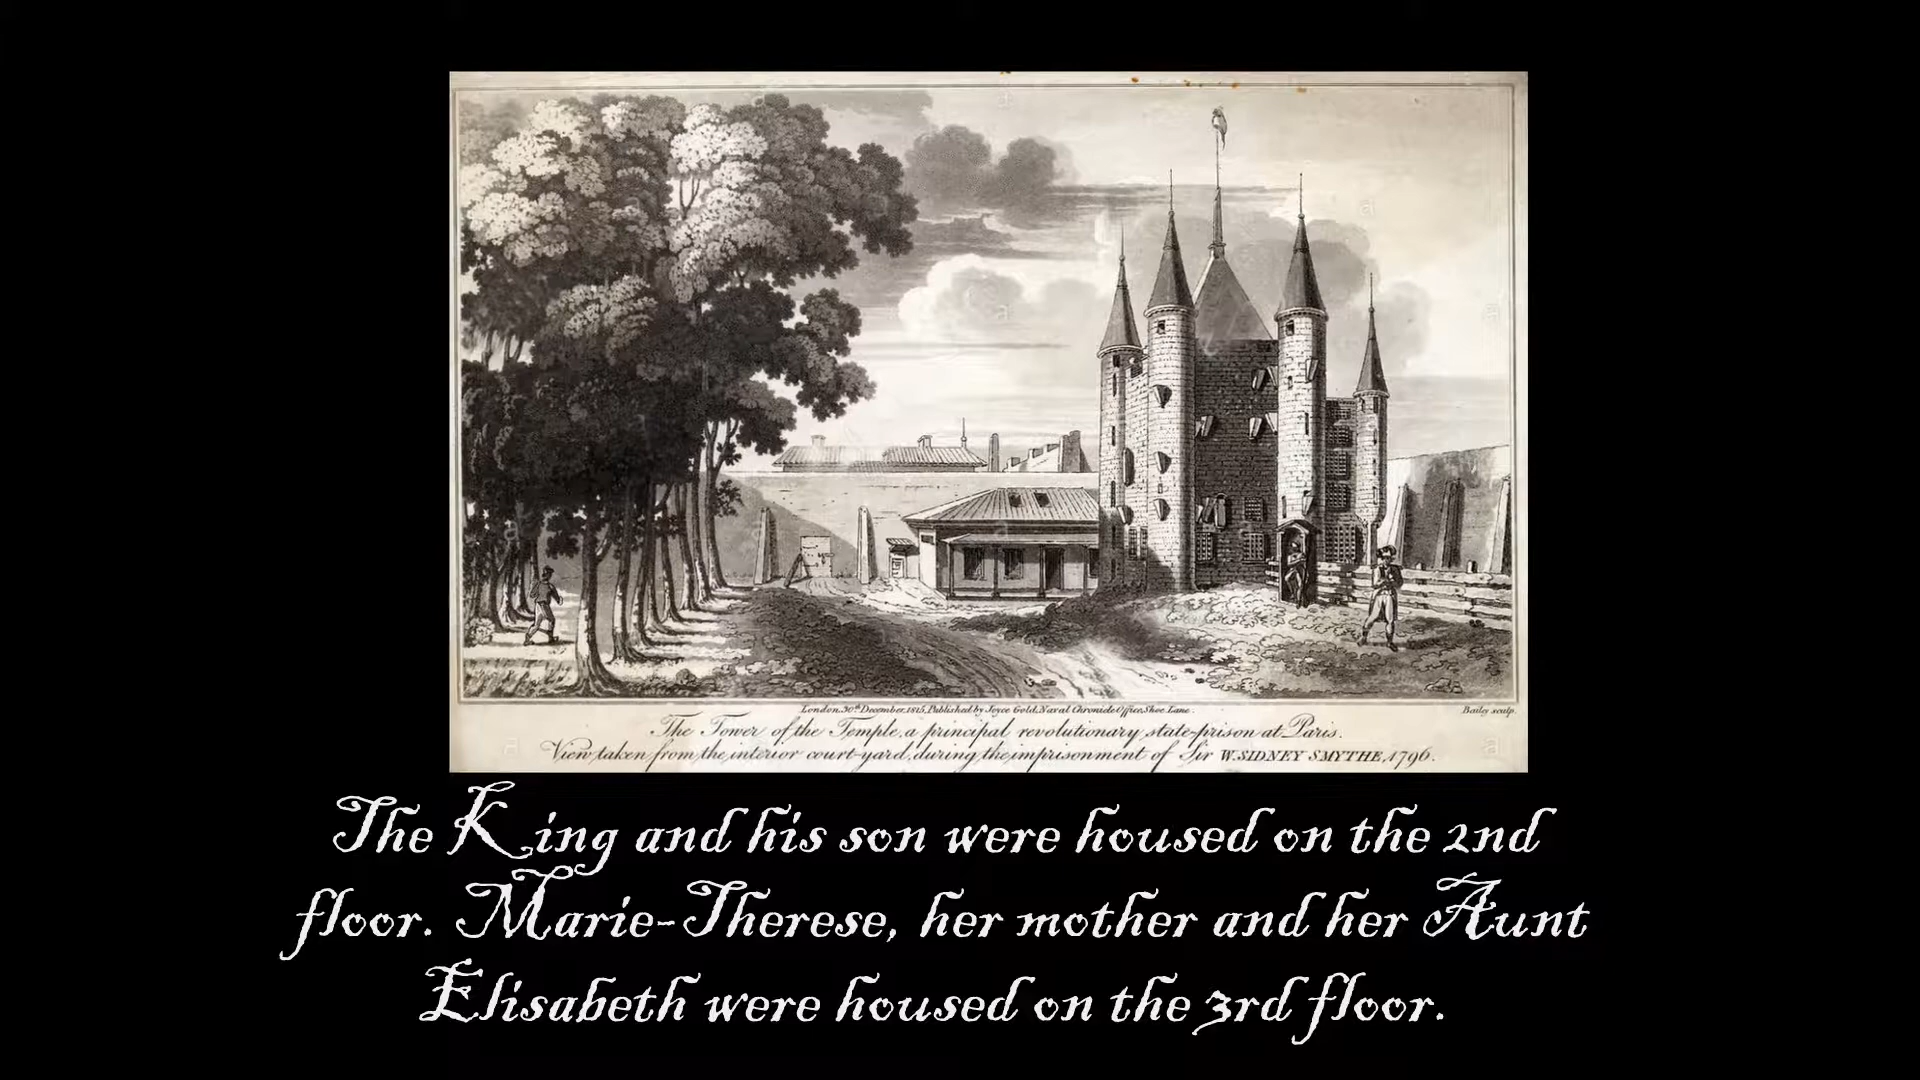 London, 30th December, 1815, Published by Joyce Gold, Naval Chronicle Office, Shoe Lane.
Baily sculp.
The Tower of the Temple, a principal revolutionary state-prison at Paris.
View taken from the interior court-yard, during the imprisonment of Sir W. SIDNEY SMYTHE, 1796.
The King and his son were housed on the 2nd
floor. Marie-Therese, her mother and her Aunt
Elisabeth were housed on the 3rd floor.